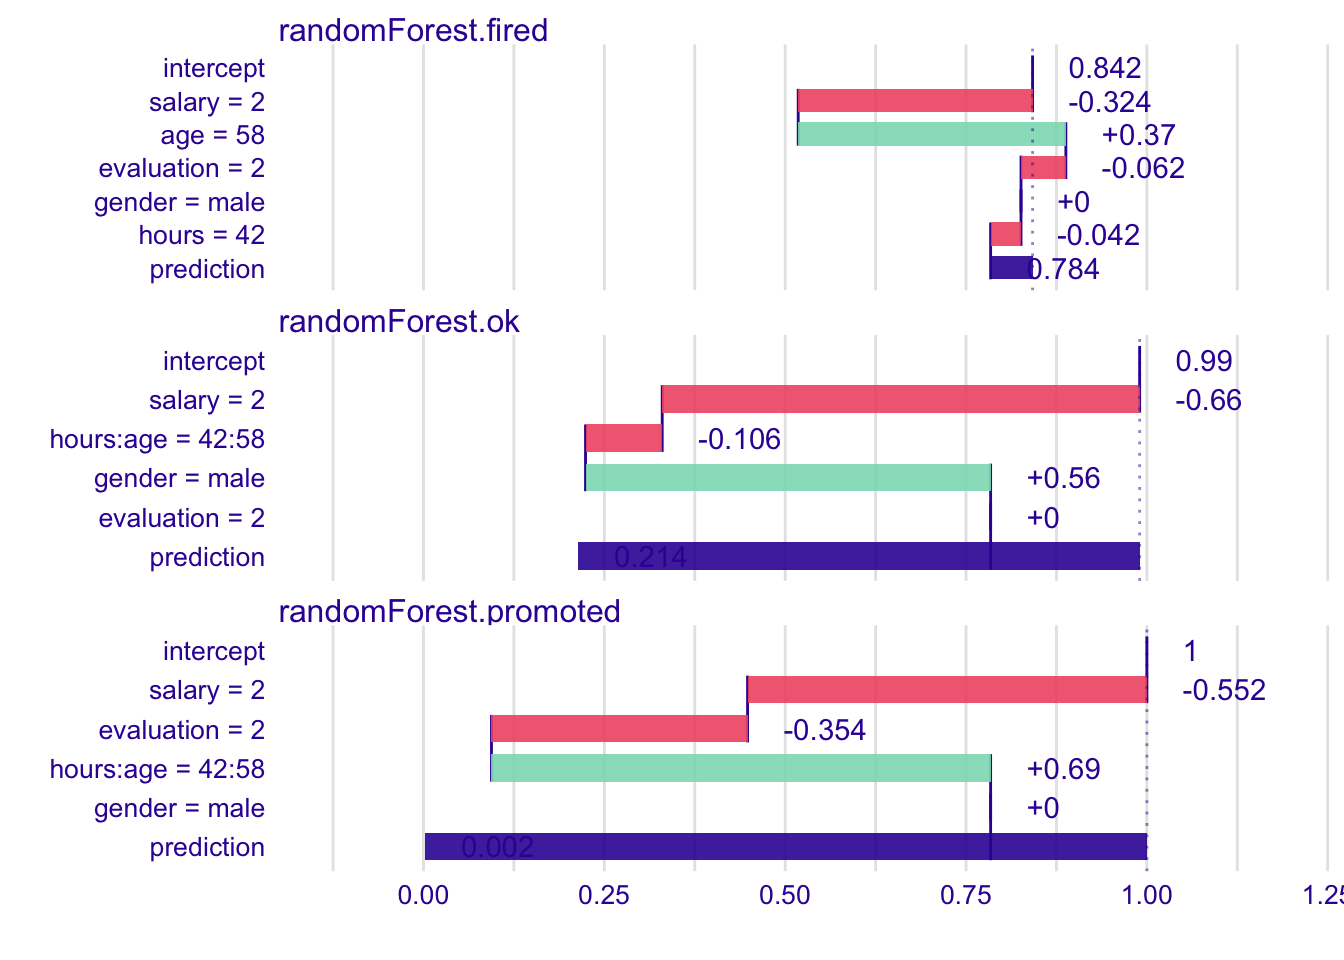 randomForest.fired
intercept 0.842
salary = 2 -0.324
age = 58 +0.37
evaluation = 2 -0.062
gender = male +0
hours = 42 -0.042
prediction 0.784
randomForest.ok
intercept 0.99
salary = 2 -0.66
hours:age = 42:58 -0.106
gender = male +0.56
evaluation = 2 +0
prediction 0.214
randomForest.promoted
intercept 1
salary = 2 -0.552
evaluation = 2 -0.354
hours:age = 42:58 +0.69
gender = male +0
prediction 0.002
0.00 0.25 0.50 0.75 1.00 1.25